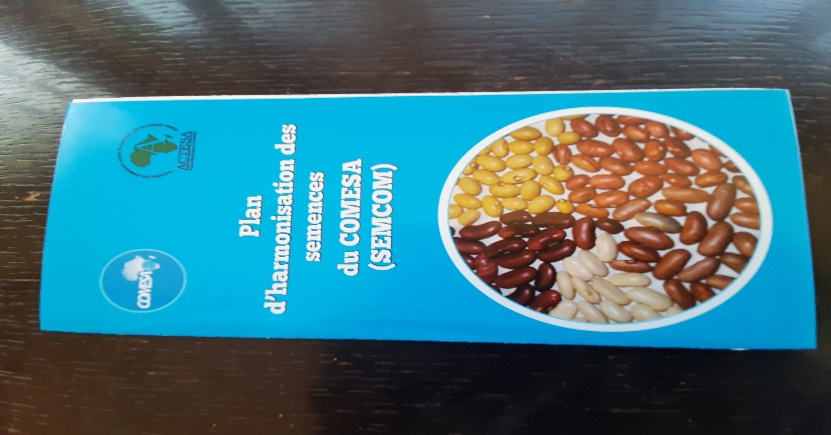 COMESA
ACTESA
Plan
d'harmonisation des
semences
du COMESA
(SEMCOM)